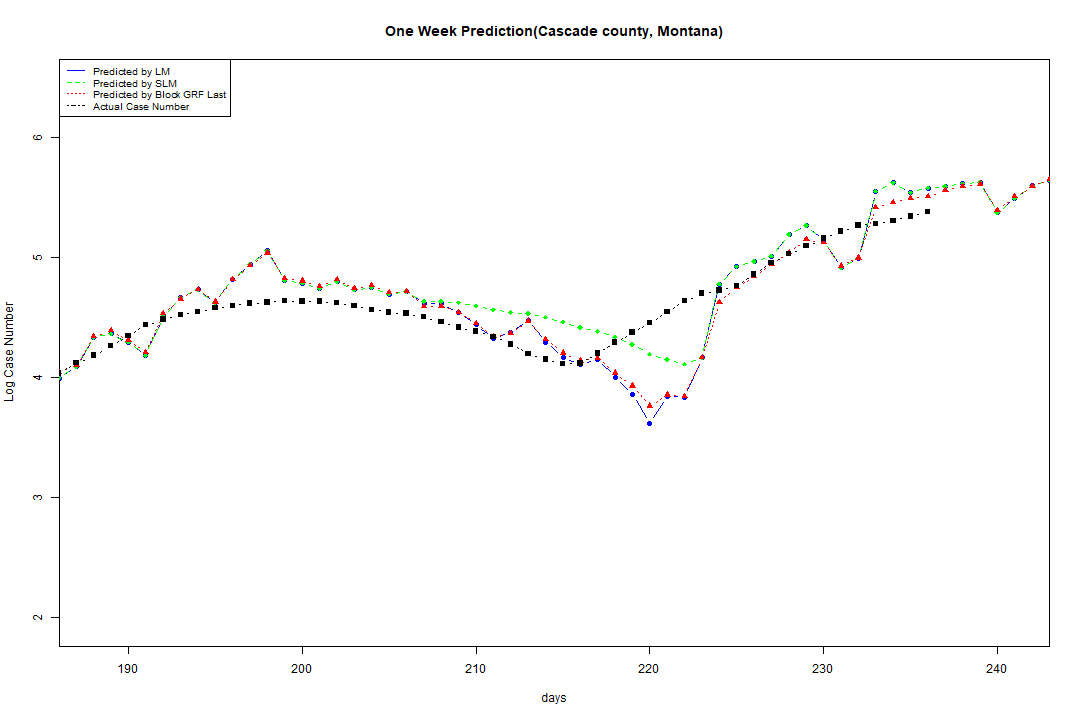 One Week Prediction(Cascade county, Montana)
Predicted by LM
Predicted by SLM
Predicted by Block GRF Last
Actual Case Number
Log Case Number
6
5
4
3
2
190 200 210 220 230 240
days